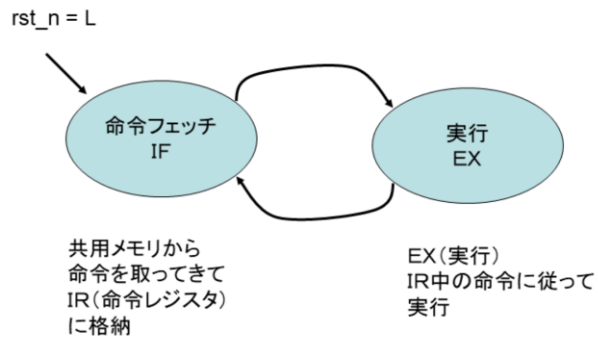 rst_n = L
命令フェッチ
IF
実行
EX
共用メモリから
命令を取ってきて
IR(命令レジスタ)
に格納
EX(実行)
IR中の命令に従って
実行